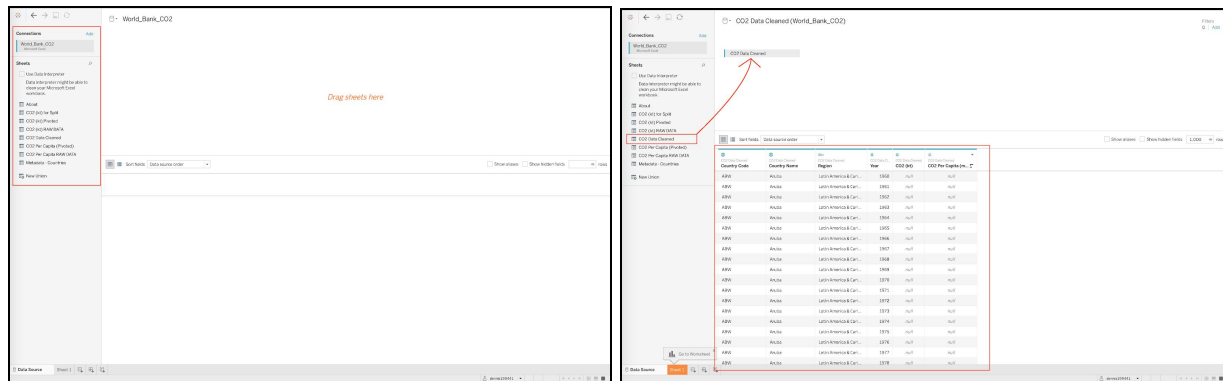 World_Bank_CO2
Connections Add
World_Bank_CO2
Microsoft Excel
Sheets
Use Data Interpreter
Data Interpreter might be able to
clean your Microsoft Excel
workbook.
About
CO2 (kt) for Split
CO2 (kt) Pivoted
CO2 (kt) RAW DATA
CO2 Data Cleaned
CO2 Per Capita (Pivoted)
CO2 Per Capita RAW DATA
Metadata - Countries
New Union
Drag sheets here
Sort fields Data source order
Show aliases Show hidden fields rows
Data Source Sheet 1
CO2 Data Cleaned (World_Bank_CO2)
Filters
0 Add
Connections Add
World_Bank_CO2
Microsoft Excel
CO2 Data Cleaned
Sheets
Use Data Interpreter
Data Interpreter might be able to
clean your Microsoft Excel
workbook.
About
CO2 (kt) for Split
CO2 (kt) Pivoted
CO2 (kt) RAW DATA
CO2 Data Cleaned
CO2 Per Capita (Pivoted)
CO2 Per Capita RAW DATA
Metadata - Countries
New Union
Sort fields Data source order
Show aliases Show hidden fields 1,000 rows
Country Code Country Name Region Year CO2 (kt) CO2 Per Capita (m...
ABW Aruba Latin America & Cari... 1960 null null
ABW Aruba Latin America & Cari... 1961 null null
ABW Aruba Latin America & Cari... 1962 null null
ABW Aruba Latin America & Cari... 1963 null null
ABW Aruba Latin America & Cari... 1964 null null
ABW Aruba Latin America & Cari... 1965 null null
ABW Aruba Latin America & Cari... 1966 null null
ABW Aruba Latin America & Cari... 1967 null null
ABW Aruba Latin America & Cari... 1968 null null
ABW Aruba Latin America & Cari... 1969 null null
ABW Aruba Latin America & Cari... 1970 null null
ABW Aruba Latin America & Cari... 1971 null null
ABW Aruba Latin America & Cari... 1972 null null
ABW Aruba Latin America & Cari... 1973 null null
ABW Aruba Latin America & Cari... 1974 null null
ABW Aruba Latin America & Cari... 1975 null null
ABW Aruba Latin America & Cari... 1976 null null
ABW Aruba Latin America & Cari... 1977 null null
ABW Aruba Latin America & Cari... 1978 null null
Go to Worksheet
Data Source Sheet 1